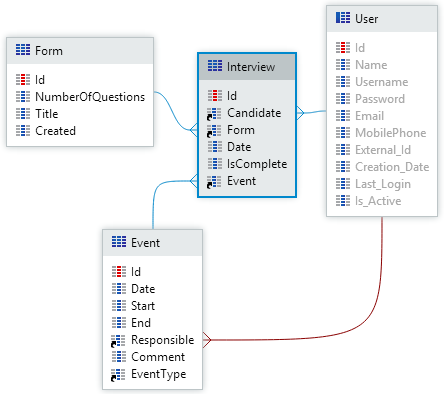 Form
Id
NumberOfQuestions
Title
Created
Interview
Id
Candidate
Form
Date
IsComplete
Event
User
Id
Name
Username
Password
Email
MobilePhone
External_Id
Creation_Date
Last_Login
Is_Active
Event
Id
Date
Start
End
Responsible
Comment
EventType